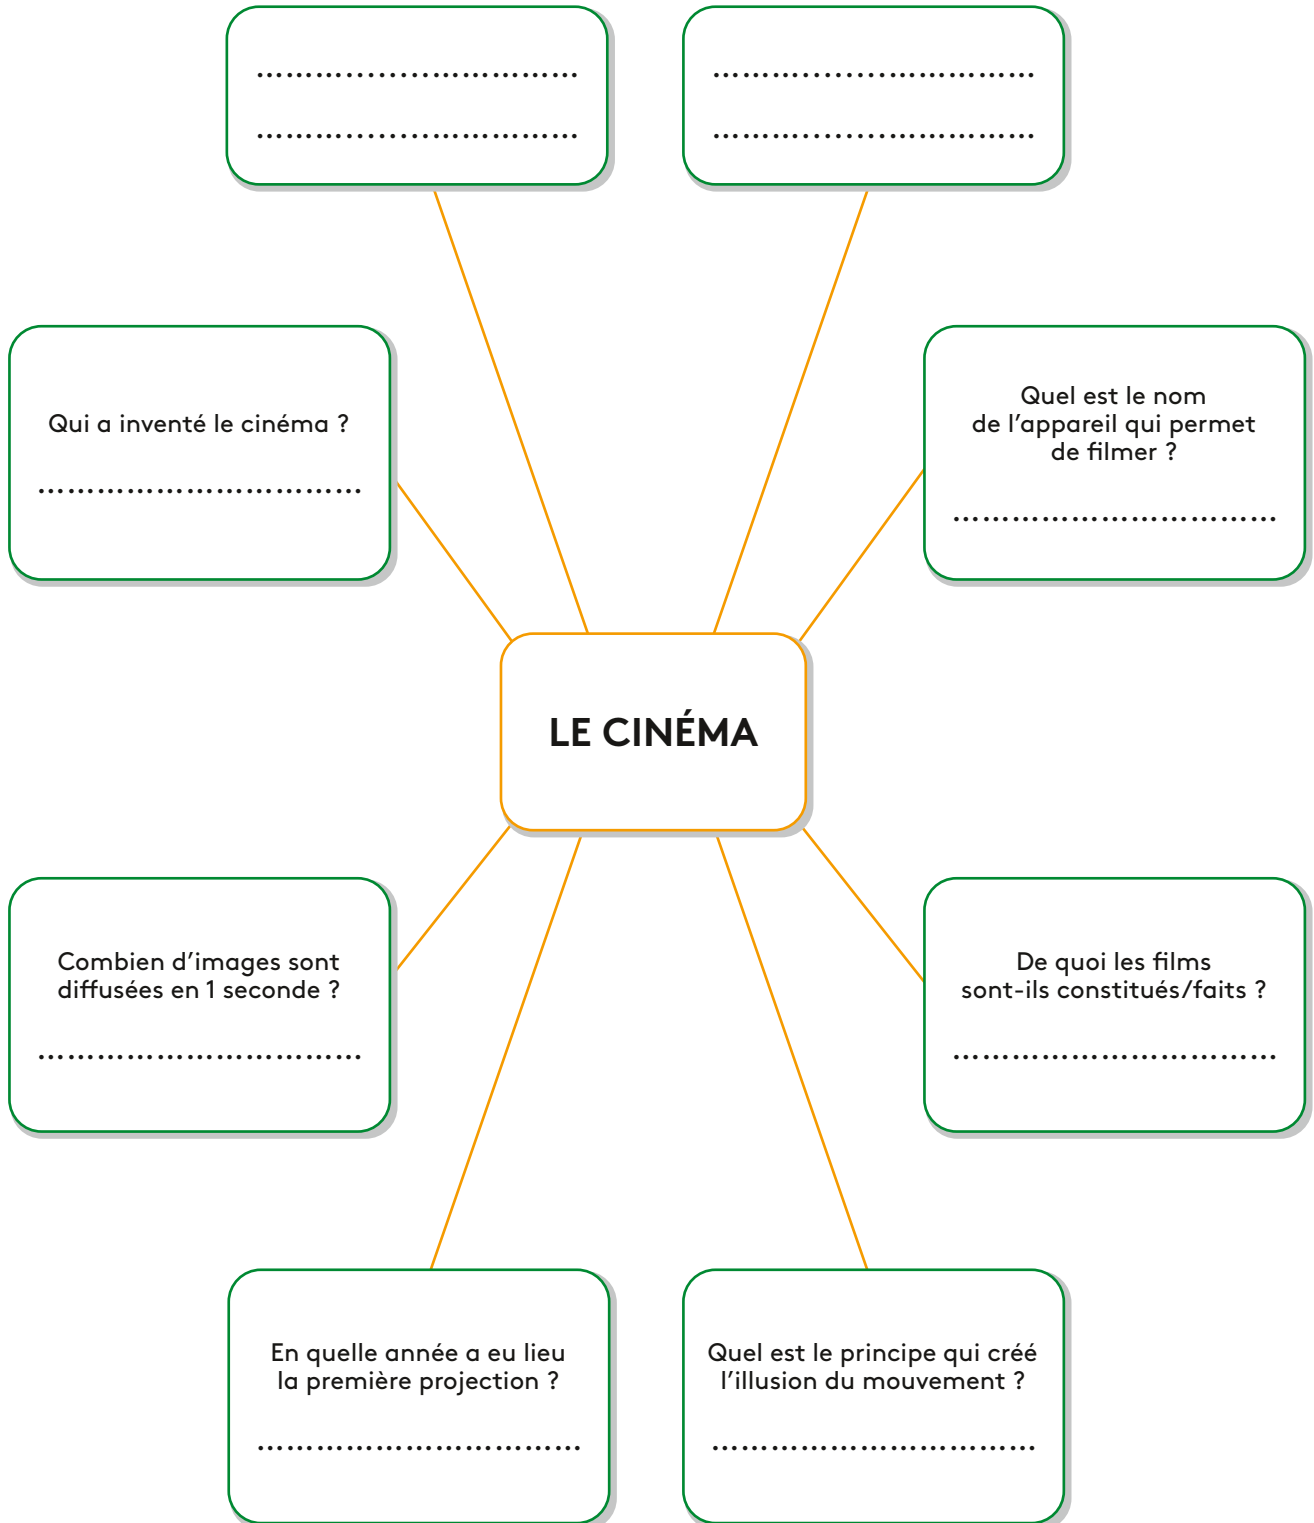 ……………………………
……………………………
……………………………
……………………………
Qui a inventé le cinéma ?
……………………………
Quel est le nom
de l’appareil qui permet
de filmer ?
……………………………
LE CINÉMA
Combien d’images sont
diffusées en 1 seconde ?
……………………………
De quoi les films
sont-ils constitués/faits ?
……………………………
En quelle année a eu lieu
la première projection ?
……………………………
Quel est le principe qui créé
l’illusion du mouvement ?
……………………………